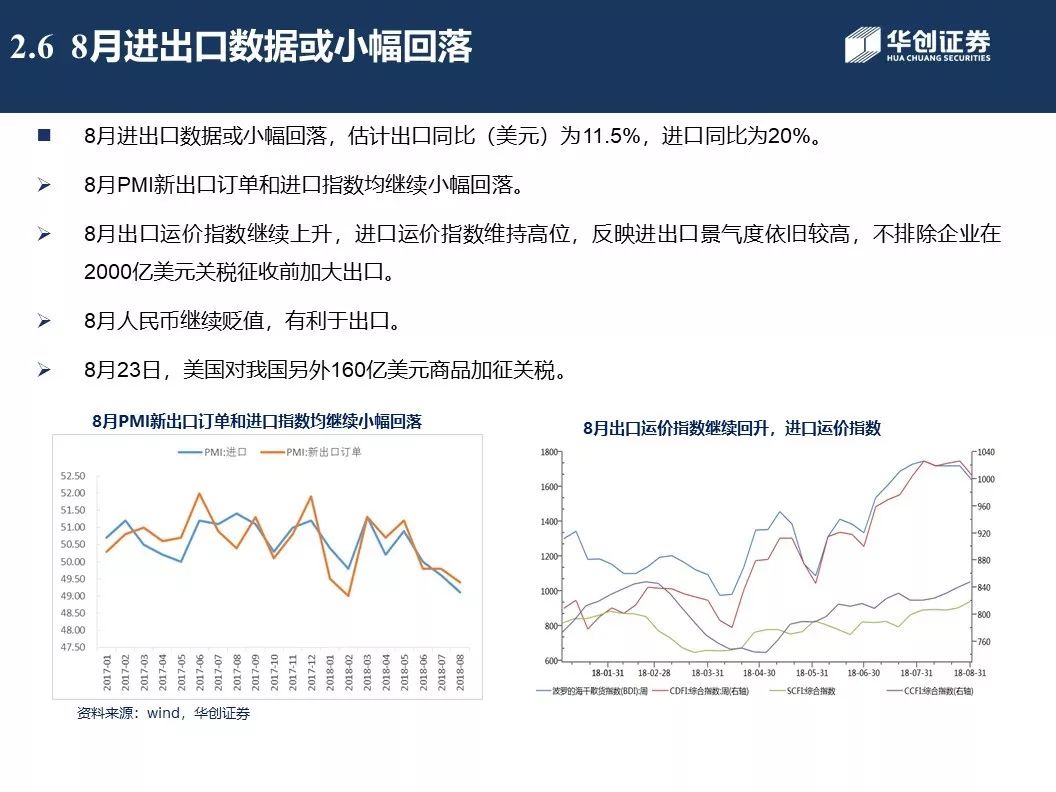 2.6 8月进出口数据或小幅回落
华创证券
HUA CHUANG SECURITIES
8月进出口数据或小幅回落，估计出口同比（美元）为11.5%，进口同比为20%。
8月PMI新出口订单和进口指数均继续小幅回落。
8月出口运价指数继续上升，进口运价指数维持高位，反映进出口景气度依旧较高，不排除企业在
2000亿美元关税征收前加大出口。
8月人民币继续贬值，有利于出口。
8月23日，美国对我国另外160亿美元商品加征关税。
8月PMI新出口订单和进口指数均继续小幅回落
PMI:进口 PMI:新出口订单
52.50
52.00
51.50
51.00
50.50
50.00
49.50
49.00
48.50
48.00
47.50
2017-01 2017-02 2017-03 2017-04 2017-05 2017-06 2017-07 2017-08 2017-09 2017-10 2017-11 2017-12 2018-01 2018-02 2018-03 2018-04 2018-05 2018-06 2018-07 2018-08
资料来源：wind，华创证券
8月出口运价指数继续回升，进口运价指数
1800
1600
1400
1200
1000
800
600
1040
1000
960
920
880
840
800
760
18-01-31 18-02-28 18-03-31 18-04-30 18-05-31 18-06-30 18-07-31 18-08-31
波罗的海干散货指数(BDI):周 CDFI:综合指数:周(右轴) SCFI:综合指数 CCFI:综合指数(右轴)